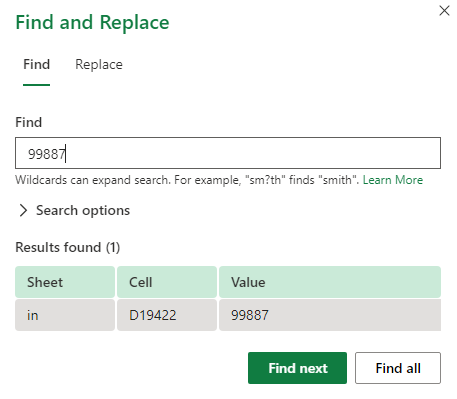 Find and Replace
Find Replace
Find
99887
Wildcards can expand search. For example, "sm?th" finds "smith". Learn More
Search options
Results found (1)
Sheet Cell Value
in D19422 99887
Find next Find all